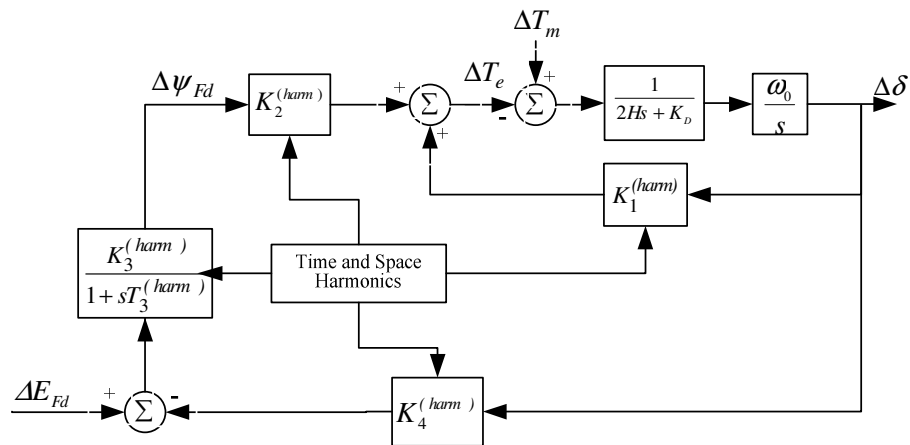 ΔT_m
Δψ_Fd
K_2^(harm)
+
Σ
+
ΔT_e
-
Σ
+
1
2Hs + K_D
ω_0
s
Δδ
K_1^(harm)
K_3^(harm)
1 + sT_3^(harm)
Time and Space
Harmonics
ΔE_Fd
+
Σ
-
K_4^(harm)